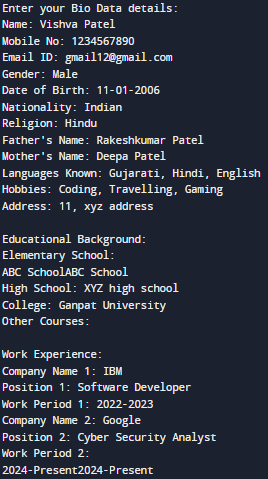 Enter your Bio Data details:
Name: Vishva Patel
Mobile No: 1234567890
Email ID: gmail12@gmail.com
Gender: Male
Date of Birth: 11-01-2006
Nationality: Indian
Religion: Hindu
Father's Name: Rakeshkumar Patel
Mother's Name: Deepa Patel
Languages Known: Gujarati, Hindi, English
Hobbies: Coding, Travelling, Gaming
Address: 11, xyz address

Educational Background:
Elementary School:
ABC SchoolABC School
High School: XYZ high school
College: Ganpat University
Other Courses:

Work Experience:
Company Name 1: IBM
Position 1: Software Developer
Work Period 1: 2022-2023
Company Name 2: Google
Position 2: Cyber Security Analyst
Work Period 2:
2024-Present2024-Present